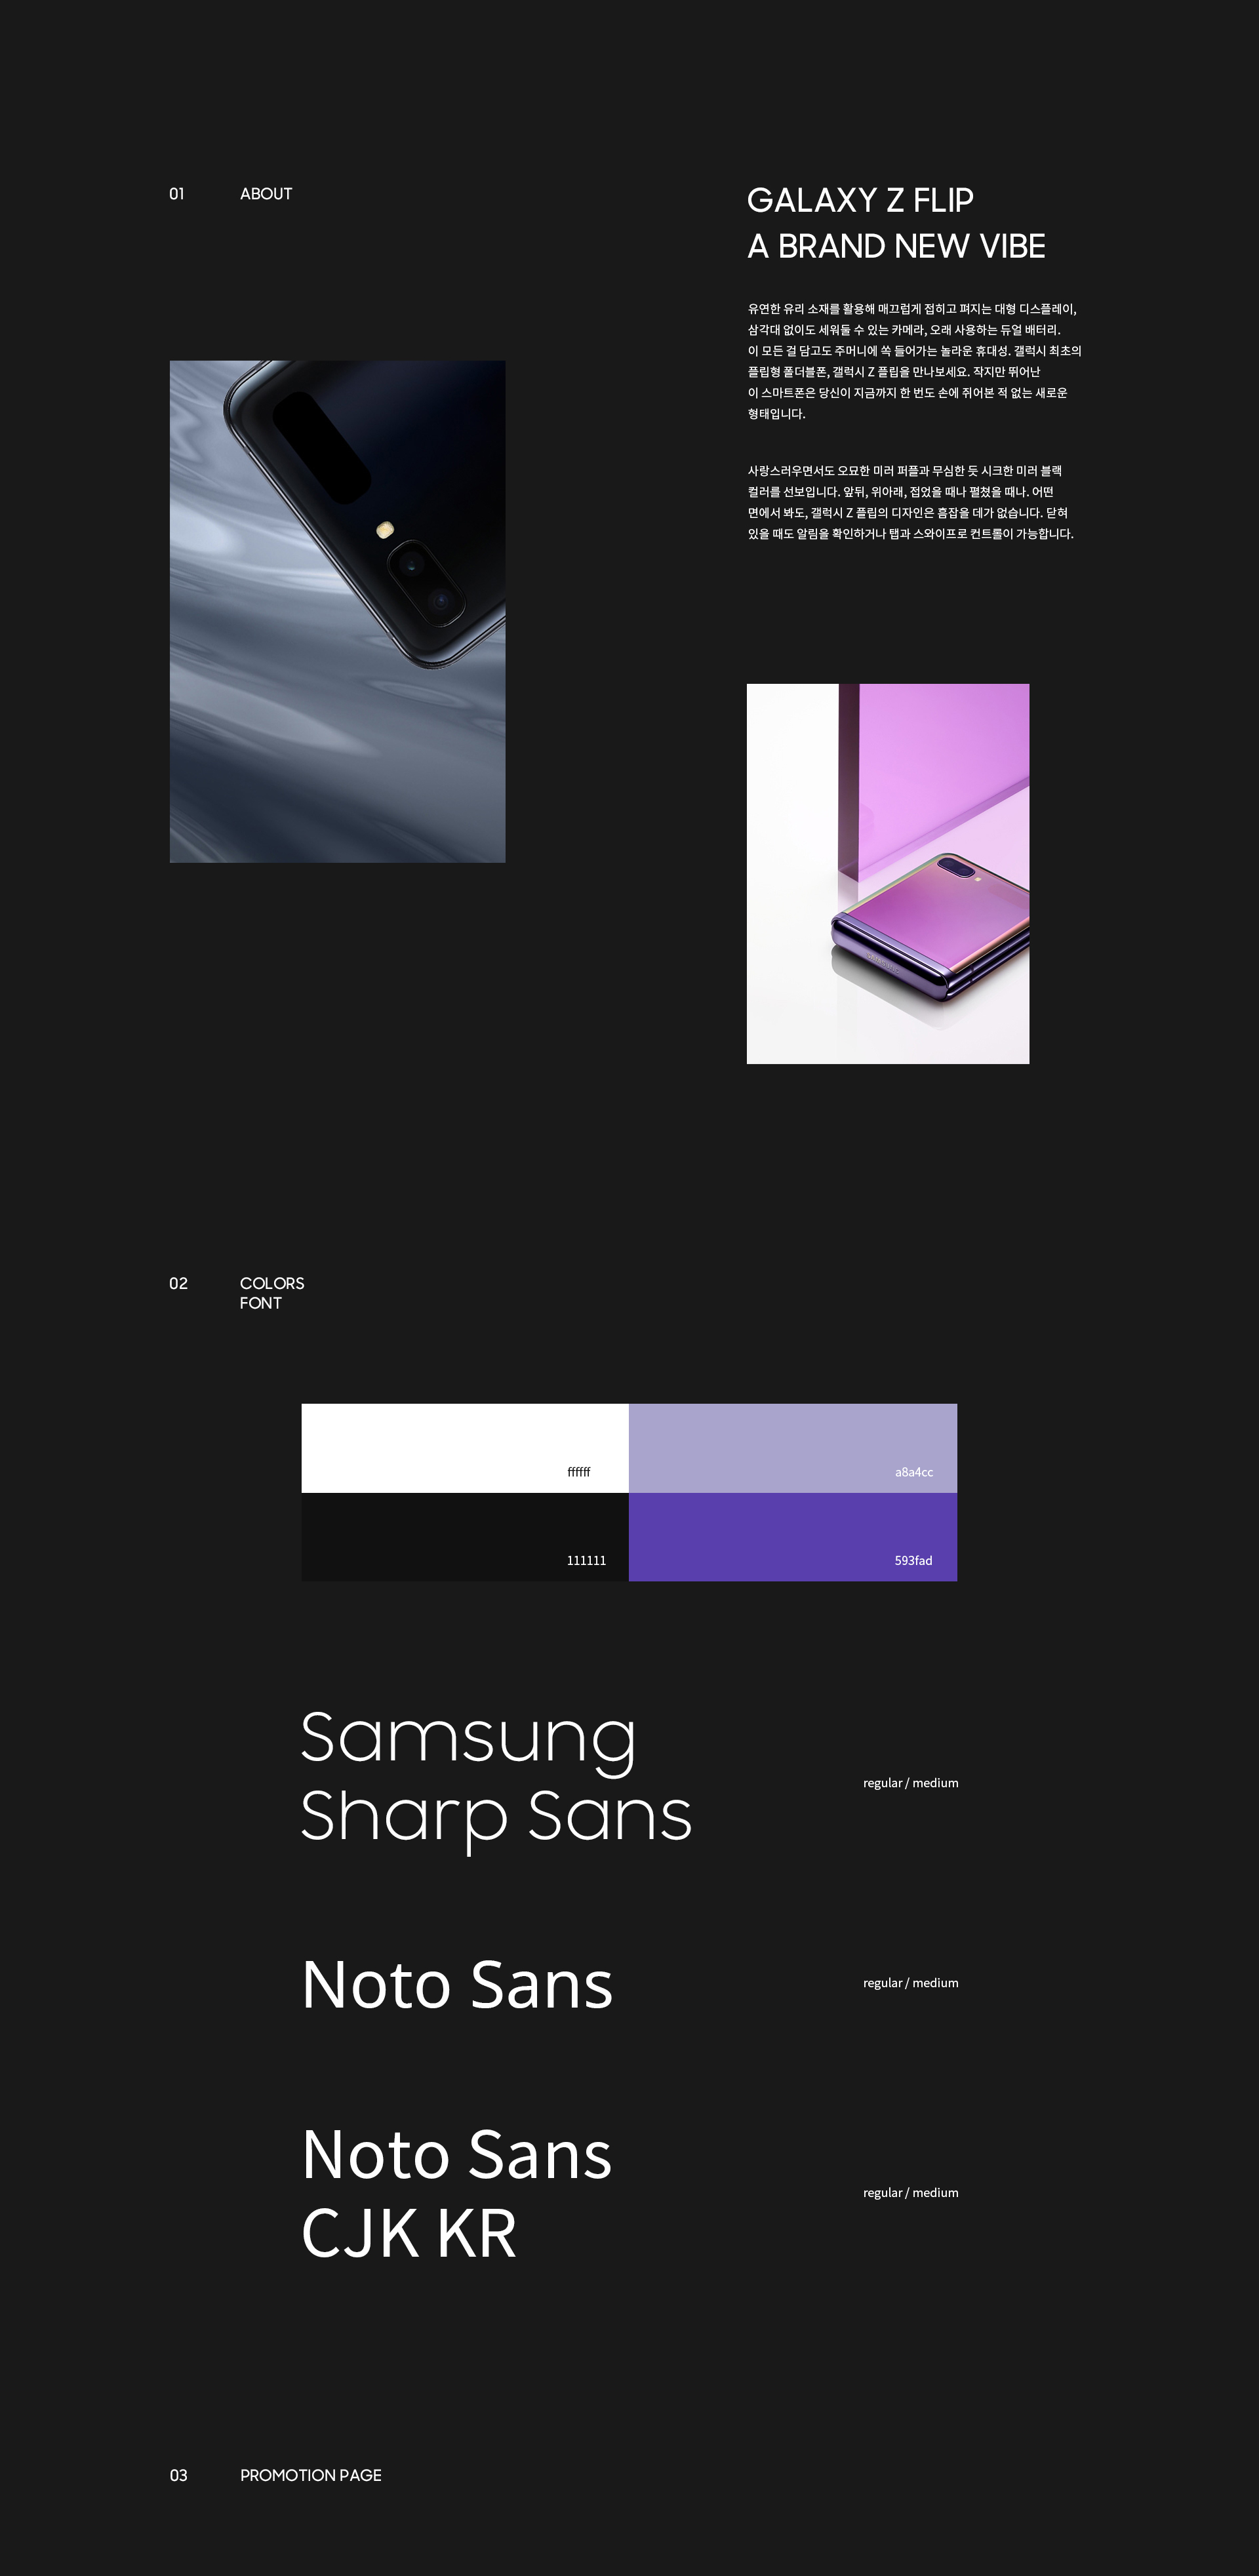 01 ABOUT
GALAXY Z FLIP
A BRAND NEW VIBE
유연한 유리 소재를 활용해 매끄럽게 접히고 펴지는 대형 디스플레이,
삼각대 없이도 세워둘 수 있는 카메라, 오래 사용하는 듀얼 배터리.
이 모든 걸 담고도 주머니에 쏙 들어가는 놀라운 휴대성. 갤럭시 최초의
플립형 폴더블폰, 갤럭시 Z 플립을 만나보세요. 작지만 뛰어난
이 스마트폰은 당신이 지금까지 한 번도 손에 쥐어본 적 없는 새로운
형태입니다.
사랑스러우면서도 오묘한 미러 퍼플과 무심한 듯 시크한 미러 블랙
컬러를 선보입니다. 앞뒤, 위아래, 접었을 때나 펼쳤을 때나. 어떤
면에서 봐도, 갤럭시 Z 플립의 디자인은 흠잡을 데가 없습니다. 닫혀
있을 때도 알림을 확인하거나 탭과 스와이프로 컨트롤이 가능합니다.
SAMSUNG
02 COLORS
FONT
ffffff
a8a4cc
111111
593fad
Samsung
Sharp Sans
regular / medium
Noto Sans
regular / medium
Noto Sans
CJK KR
regular / medium
03 PROMOTION PAGE